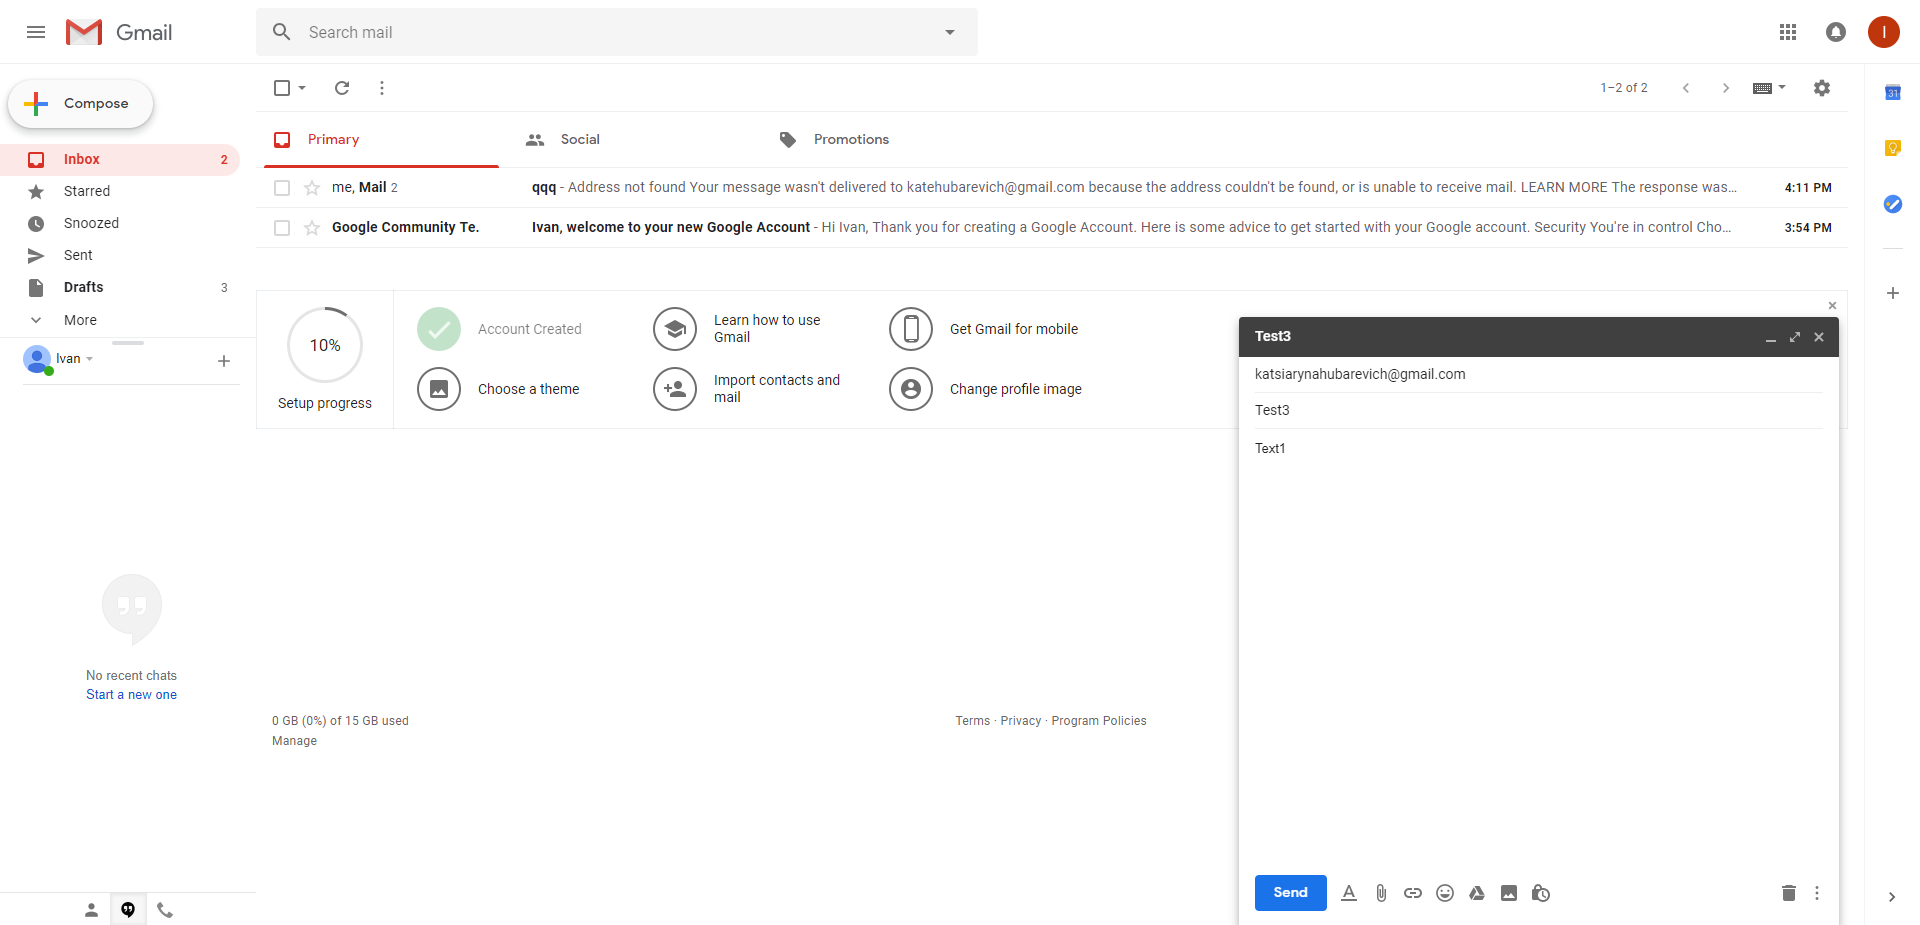 Gmail
Search mail
I
Compose
1–2 of 2
31
Primary
Social
Promotions
Inbox 2
Starred
Snoozed
Sent
Drafts 3
More
Ivan
me, Mail 2 qqq - Address not found Your message wasn't delivered to katehubarevich@gmail.com because the address couldn't be found, or is unable to receive mail. LEARN MORE The response was... 4:11 PM
Google Community Te. Ivan, welcome to your new Google Account - Hi Ivan, Thank you for creating a Google Account. Here is some advice to get started with your Google account. Security You're in control Cho... 3:54 PM
10%
Setup progress
Account Created
Learn how to use
Gmail
Get Gmail for mobile
Choose a theme
Import contacts and
mail
Change profile image
Test3
katsiarynahubarevich@gmail.com
Test3
Text1
No recent chats
Start a new one
0 GB (0%) of 15 GB used
Manage
Terms · Privacy · Program Policies
Send